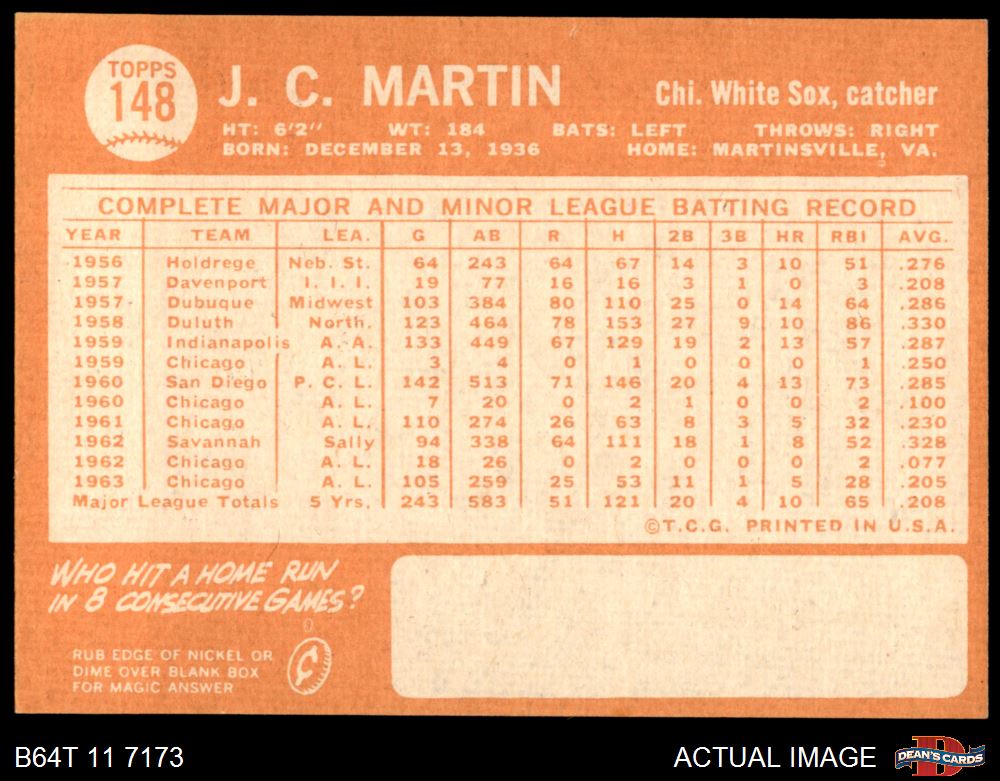 TOPPS
148
J. C. MARTIN
Chi. White Sox, catcher
HT: 6'2" WT: 184 BATS: LEFT THROWS: RIGHT
BORN: DECEMBER 13, 1936 HOME: MARTINSVILLE, VA.
COMPLETE MAJOR AND MINOR LEAGUE BATTING RECORD
YEAR TEAM LEA. G AB R H 2B 3B HR RBI AVG.
1956 Holdrege Neb. St. 64 243 64 67 14 3 10 51 .276
1957 Davenport I. I. I. 19 77 16 16 3 1 0 3 .208
1957 Dubuque Midwest 103 384 80 110 25 0 14 64 .286
1958 Duluth North. 123 464 78 153 27 9 10 86 .330
1959 Indianapolis A. A. 133 449 67 129 19 2 13 57 .287
1959 Chicago A. L. 3 4 0 1 0 0 0 1 .250
1960 San Diego P. C. L. 142 513 71 146 20 4 13 73 .285
1960 Chicago A. L. 7 20 0 2 1 0 0 2 .100
1961 Chicago A. L. 110 274 26 63 8 3 5 32 .230
1962 Savannah Sally 94 338 64 111 18 1 8 52 .328
1962 Chicago A. L. 18 26 0 2 0 0 0 2 .077
1963 Chicago A. L. 105 259 25 53 11 1 5 28 .205
Major League Totals 5 Yrs. 243 583 51 121 20 4 10 65 .208
©T.C.G. PRINTED IN U.S.A.
WHO HIT A HOME RUN
IN 8 CONSECUTIVE GAMES?
RUB EDGE OF NICKEL OR
DIME OVER BLANK BOX
FOR MAGIC ANSWER
B64T 11 7173 ACTUAL IMAGE
DEAN'S CARDS